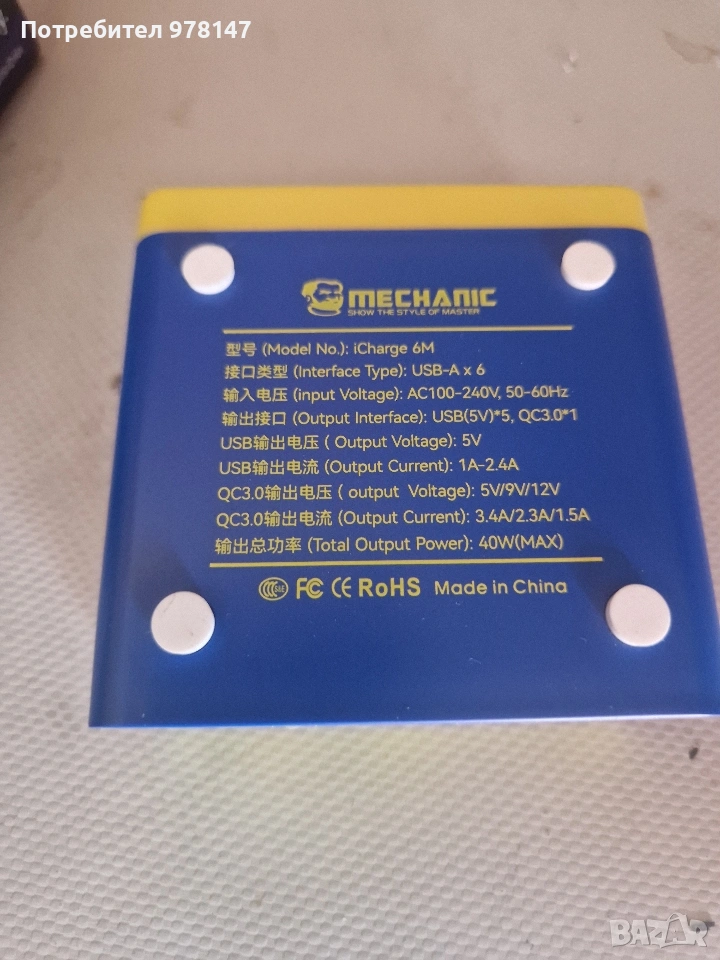 Потребител 978147
MECHANIC
SHOW THE STYLE OF MASTER
型号 (Model No.): iCharge 6M
接口类型 (Interface Type): USB-A x 6
输入电压 (input Voltage): AC100-240V, 50-60Hz
输出接口 (Output Interface): USB(5V)*5, QC3.0*1
USB输出电压 ( Output Voltage): 5V
USB输出电流 (Output Current): 1A-2.4A
QC3.0输出电压 ( output Voltage): 5V/9V/12V
QC3.0输出电流 (Output Current): 3.4A/2.3A/1.5A
输出总功率 (Total Output Power): 40W(MAX)
CCC S&E FC CE RoHS Made in China
BAZAR